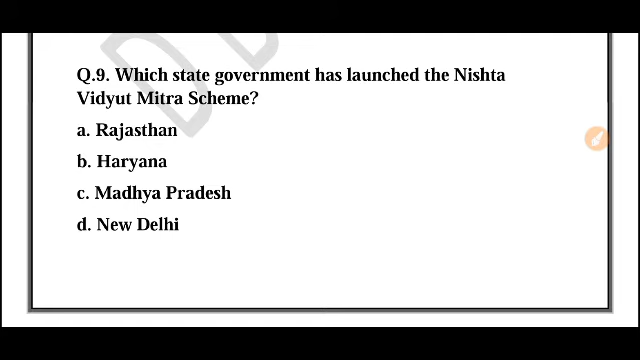 Q.9. Which state government has launched the Nishta
Vidyut Mitra Scheme?
a. Rajasthan
b. Haryana
c. Madhya Pradesh
d. New Delhi